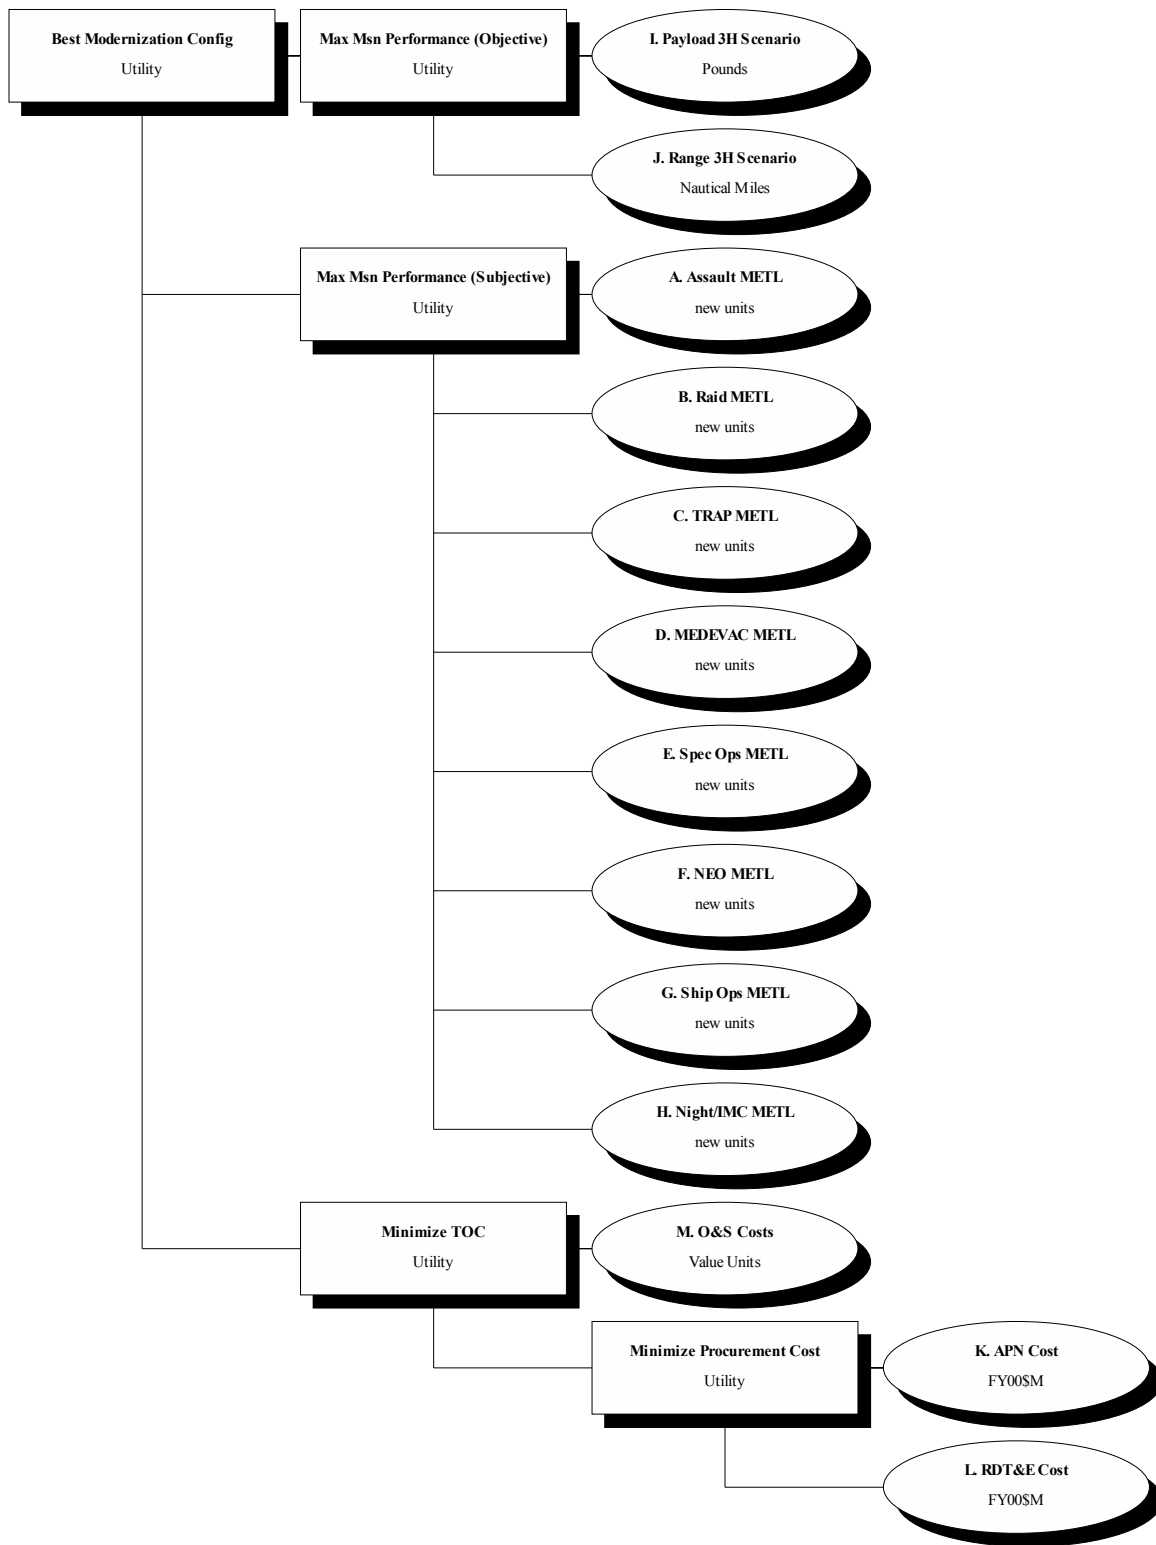 Best Modernization Config
Utility
Max Msn Performance (Objective)
Utility
I. Payload 3H Scenario
Pounds
J. Range 3H Scenario
Nautical Miles
Max Msn Performance (Subjective)
Utility
A. Assault METL
new units
B. Raid METL
new units
C. TRAP METL
new units
D. MEDEVAC METL
new units
E. Spec Ops METL
new units
F. NEO METL
new units
G. Ship Ops METL
new units
H. Night/IMC METL
new units
Minimize TOC
Utility
M. O&S Costs
Value Units
Minimize Procurement Cost
Utility
K. APN Cost
FY00$M
L. RDT&E Cost
FY00$M